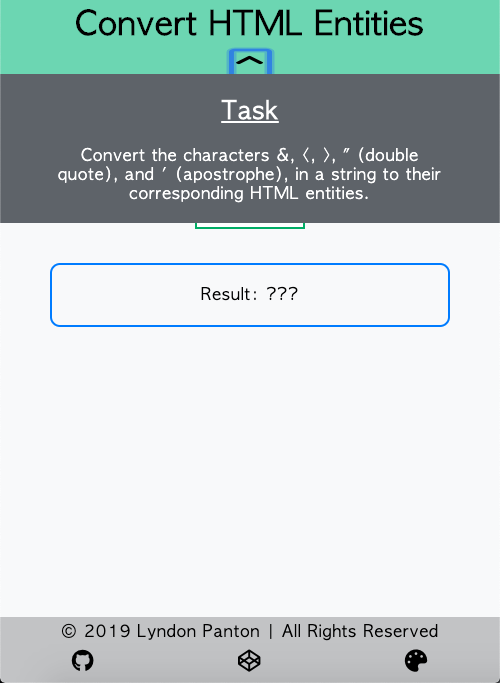 Convert HTML Entities
Task
Convert the characters &, <, >, " (double
quote), and ' (apostrophe), in a string to their
corresponding HTML entities.
Result: ???
© 2019 Lyndon Panton | All Rights Reserved